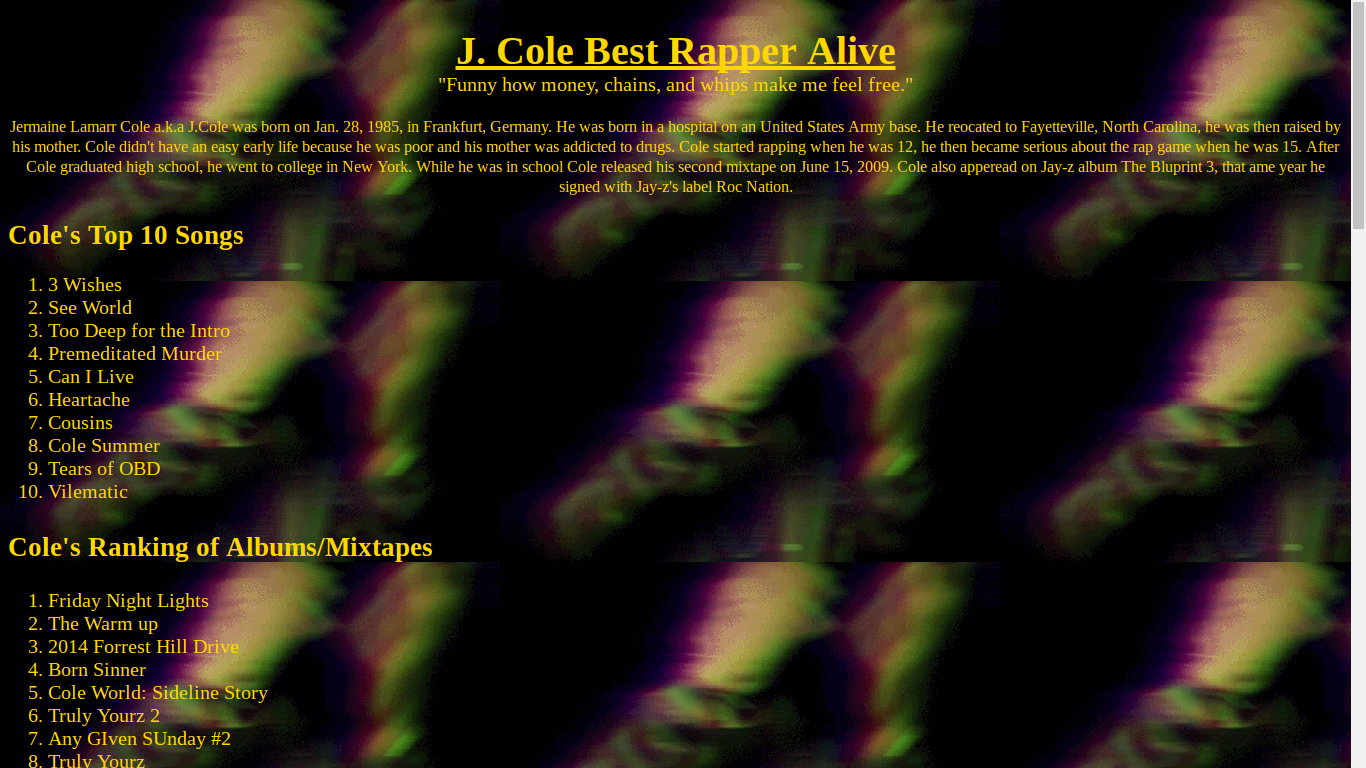 J. Cole Best Rapper Alive
"Funny how money, chains, and whips make me feel free."
Jermaine Lamarr Cole a.k.a J.Cole was born on Jan. 28, 1985, in Frankfurt, Germany. He was born in a hospital on an United States Army base. He reocated to Fayetteville, North Carolina, he was then raised by
his mother. Cole didn't have an easy early life because he was poor and his mother was addicted to drugs. Cole started rapping when he was 12, he then became serious about the rap game when he was 15. After
Cole graduated high school, he went to college in New York. While he was in school Cole released his second mixtape on June 15, 2009. Cole also apperead on Jay-z album The Bluprint 3, that ame year he
signed with Jay-z's label Roc Nation.
Cole's Top 10 Songs
1. 3 Wishes
2. See World
3. Too Deep for the Intro
4. Premeditated Murder
5. Can I Live
6. Heartache
7. Cousins
8. Cole Summer
9. Tears of OBD
10. Vilematic
Cole's Ranking of Albums/Mixtapes
1. Friday Night Lights
2. The Warm up
3. 2014 Forrest Hill Drive
4. Born Sinner
5. Cole World: Sideline Story
6. Truly Yourz 2
7. Any GIven SUnday #2
8. Truly Yourz